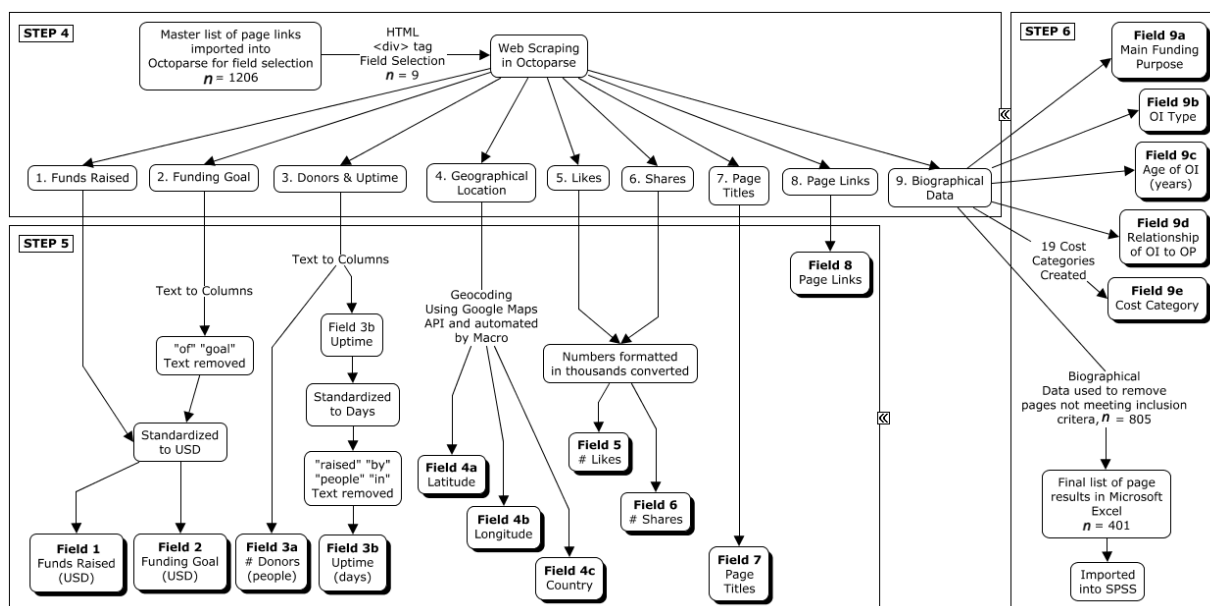 STEP 4
Master list of page links
imported into
Octoparse for field selection
n = 1206
HTML
<div> tag
Field Selection
n = 9
Web Scraping
in Octoparse
1. Funds Raised
2. Funding Goal
3. Donors & Uptime
4. Geographical
Location
5. Likes
6. Shares
7. Page
Titles
8. Page Links
9. Biographical
Data
STEP 5
Text to Columns
"of" "goal"
Text removed
Standardized
to USD
Field 1
Funds Raised
(USD)
Field 2
Funding Goal
(USD)
Text to Columns
Field 3b
Uptime
Standardized
to Days
"raised" "by"
"people" "in"
Text removed
Field 3a
# Donors
(people)
Field 3b
Uptime
(days)
Geocoding
Using Google Maps
API and automated
by Macro
Field 4a
Latitude
Field 4b
Longitude
Field 4c
Country
Numbers formatted
in thousands converted
Field 5
# Likes
Field 6
# Shares
Field 7
Page
Titles
Field 8
Page Links
STEP 6
Field 9a
Main Funding
Purpose
Field 9b
OI Type
Field 9c
Age of OI
(years)
Field 9d
Relationship
of OI to OP
19 Cost
Categories
Created
Field 9e
Cost Category
Biographical
Data used to remove
pages not meeting inclusion
critera, n = 805
Final list of page
results in Microsoft
Excel
n = 401
Imported
into SPSS